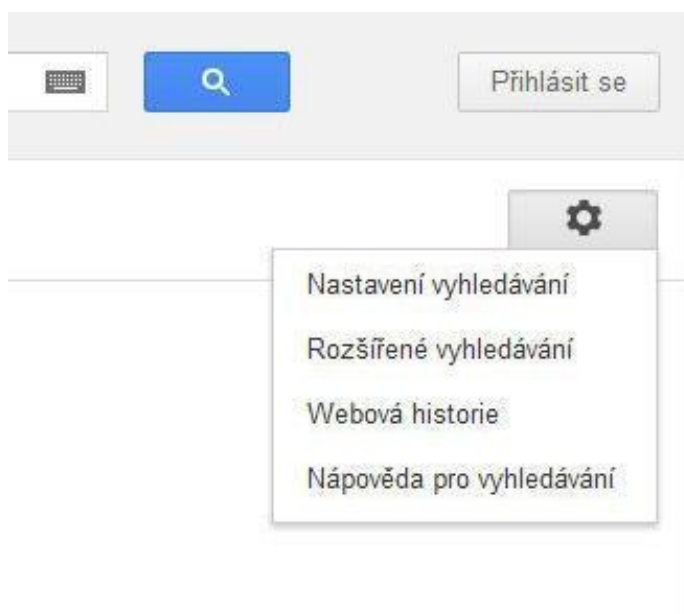 Přihlásit se
Nastavení vyhledávání
Rozšířené vyhledávání
Webová historie
Nápověda pro vyhledávání